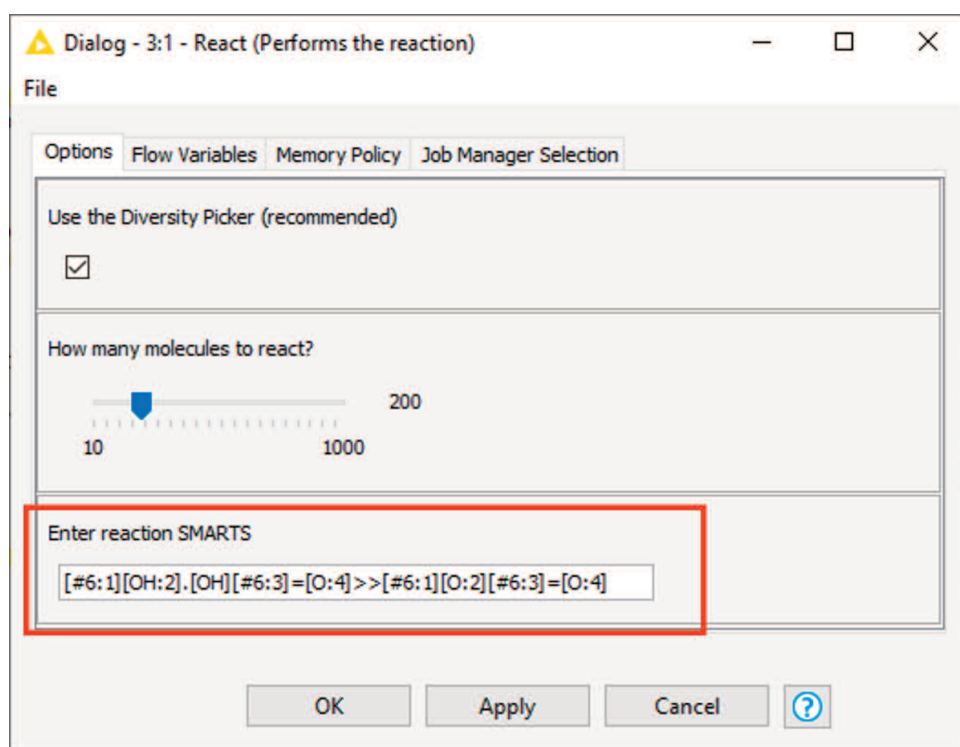 Dialog - 3:1 - React (Performs the reaction)
File
Options Flow Variables Memory Policy Job Manager Selection
Use the Diversity Picker (recommended)
How many molecules to react?
200
10 1000
Enter reaction SMARTS
[#6:1][OH:2].[OH][#6:3]=[O:4]>>[#6:1][O:2][#6:3]=[O:4]
OK Apply Cancel ?